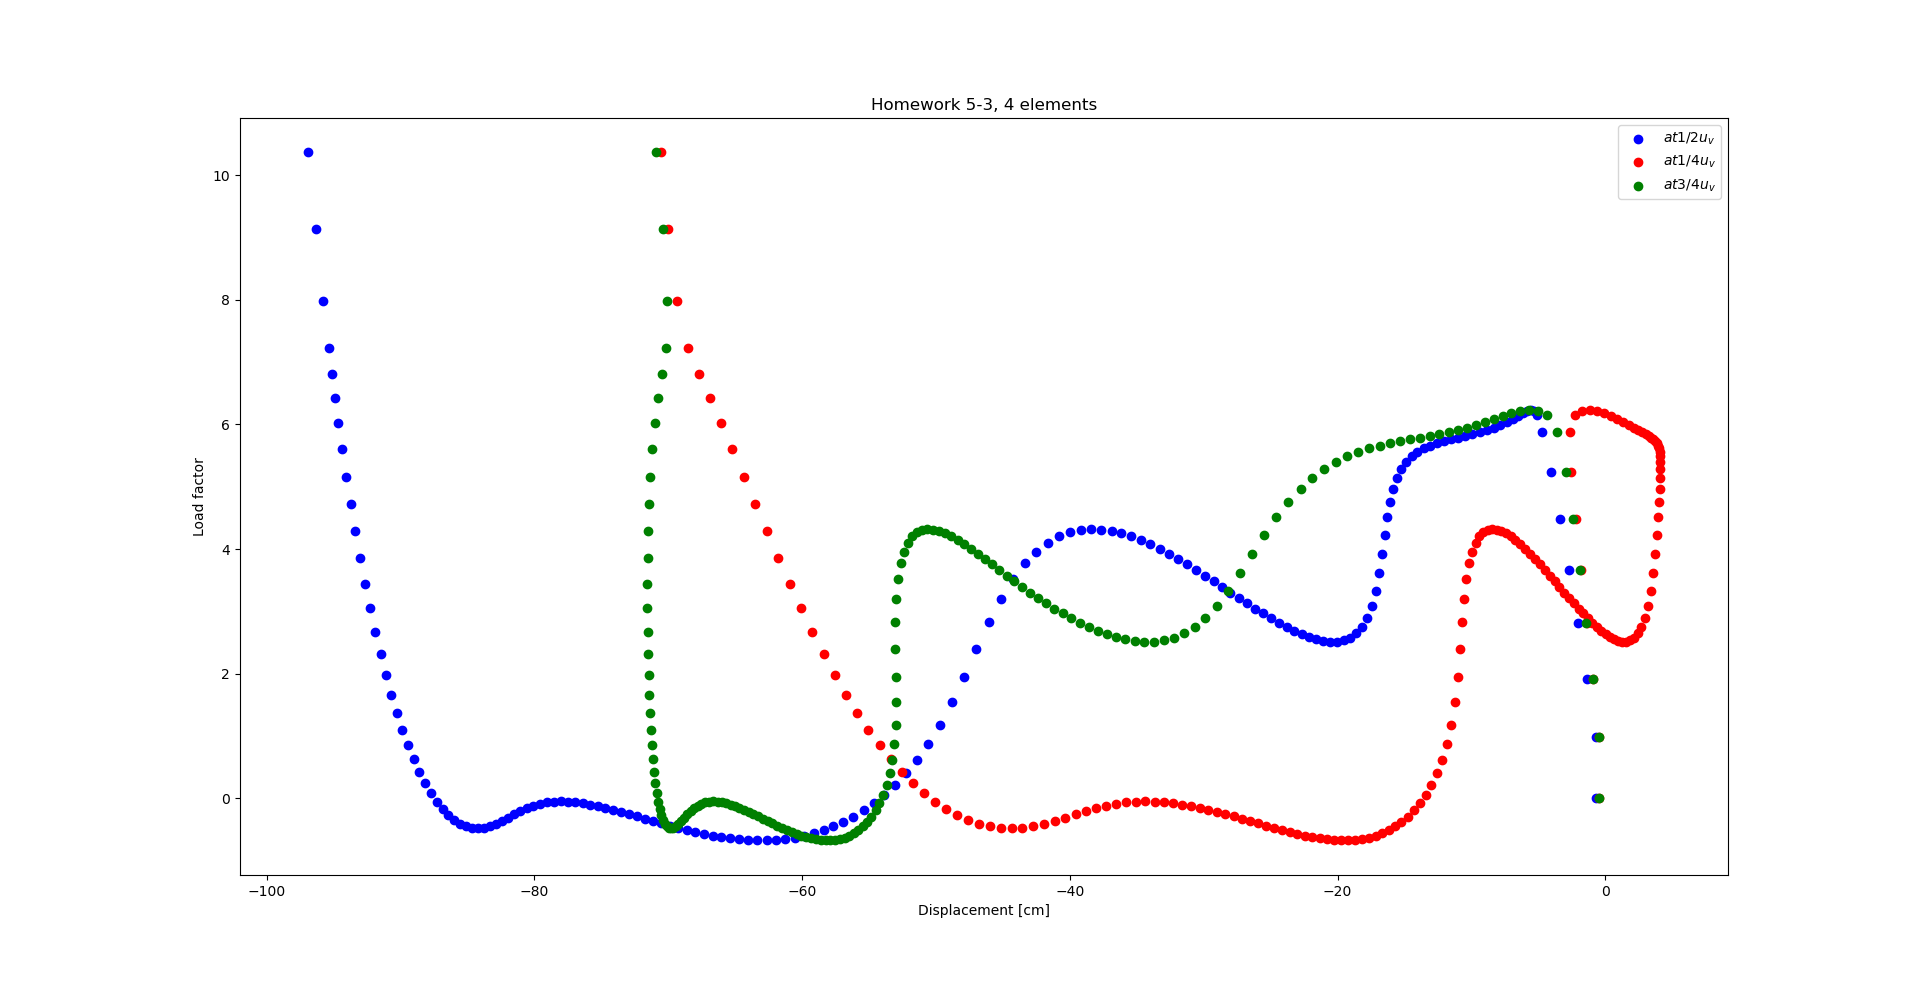 Homework 5-3, 4 elements
at1/2u_v
at1/4u_v
at3/4u_v
Load factor
10
8
6
4
2
0
−100
−80
−60
−40
−20
0
Displacement [cm]